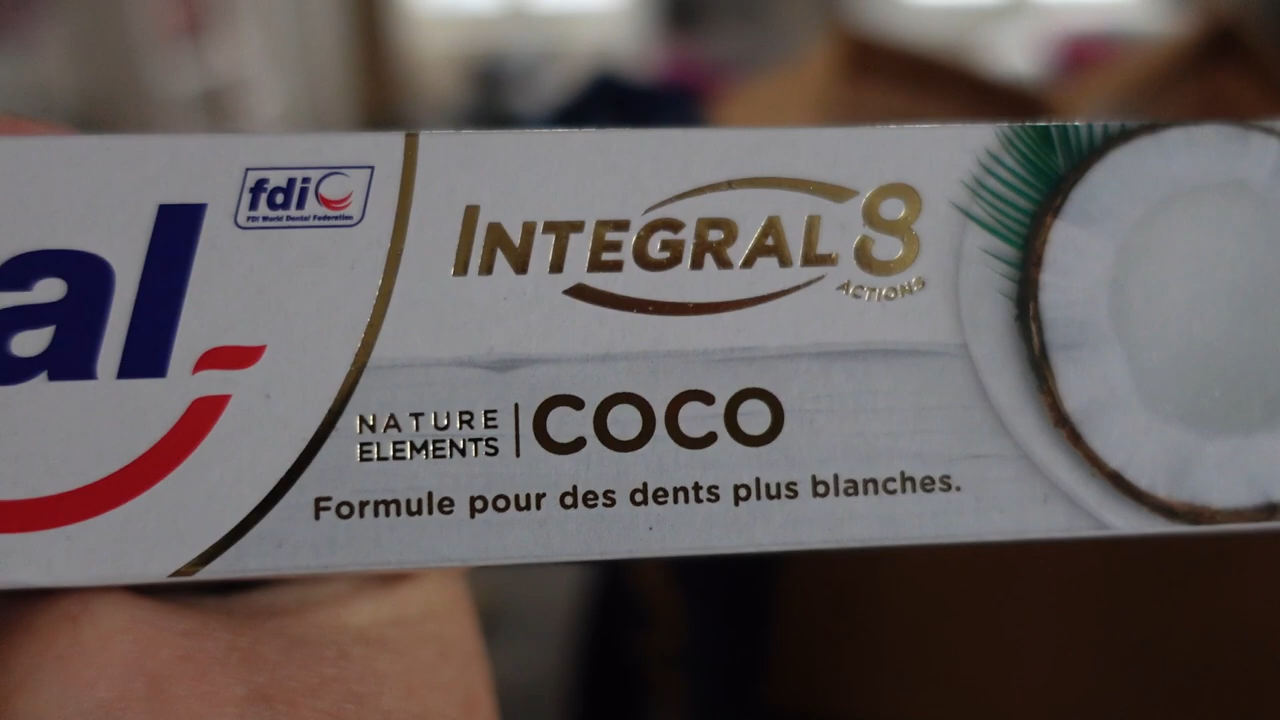 al
fdi
FDI World Dental Federation
INTEGRAL 8
ACTIONS
NATURE
ELEMENTS
COCO
Formule pour des dents plus blanches.